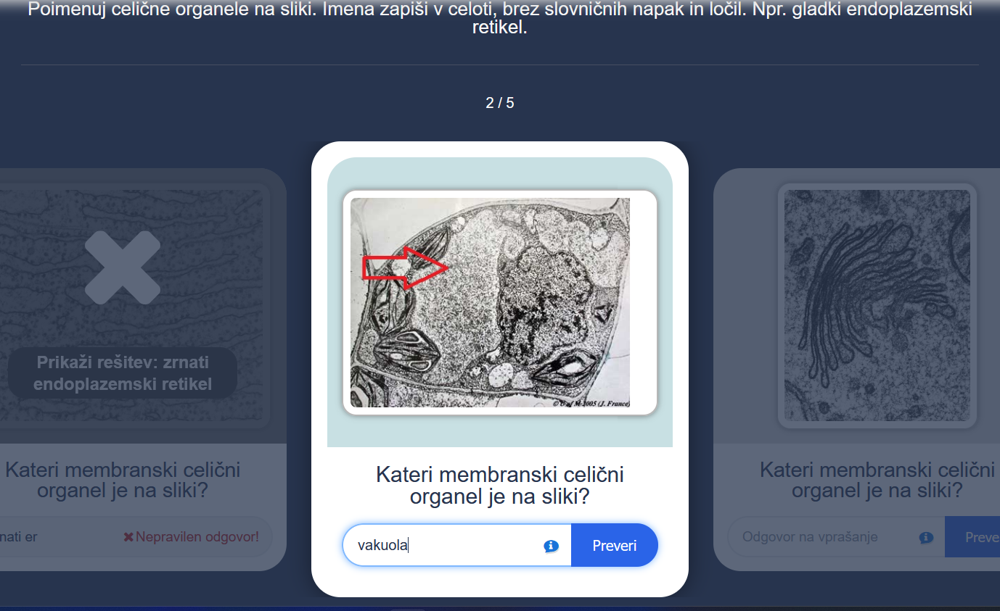 Poimenuj celične organele na sliki. Imena zapiši v celoti, brez slovničnih napak in ločil. Npr. gladki endoplazemski
retikel.
2 / 5
Prikaži rešitev: zrnati
endoplazemski retikel
Kateri membranski celični
organel je na sliki?
nati er
Nepravilen odgovor!
© U of M-2005 (J. France)
Kateri membranski celični
organel je na sliki?
vakuola
Preveri
Kateri membranski celični
organel je na sliki?
Odgovor na vprašanje
Preve